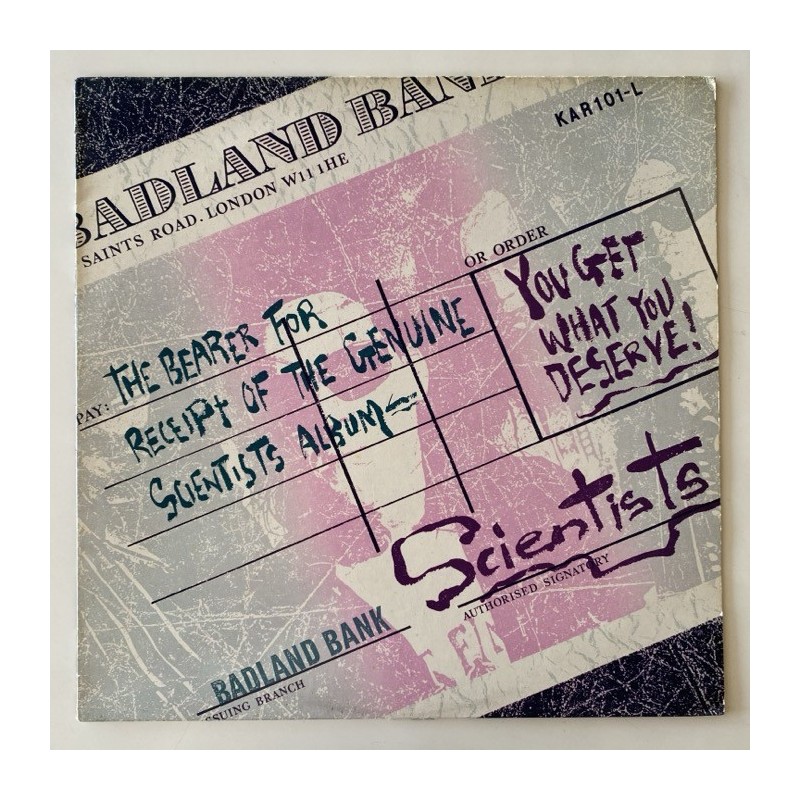 BADLAND BANK
SAINTS ROAD. LONDON W11 1HE
KAR101-L
OR ORDER
YOU GET
WHAT YOU
DESERVE!
PAY: THE BEARER FOR
RECEIPT OF THE GENUINE
SCIENTISTS ALBUM
Scientists
AUTHORISED SIGNATORY
BADLAND BANK
SSUING BRANCH